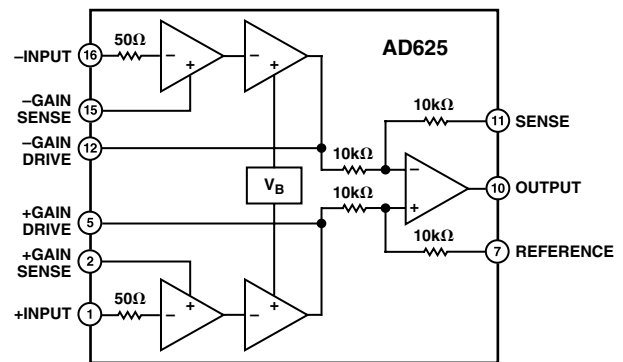 AD625
–INPUT
16
50Ω
–
+
–
+
–GAIN
SENSE
15
–GAIN
DRIVE
12
10kΩ
11
SENSE
10kΩ
–
+
10
OUTPUT
VB
10kΩ
+GAIN
DRIVE
5
10kΩ
7
REFERENCE
+GAIN
SENSE
2
+INPUT
1
50Ω
–
+
–
+